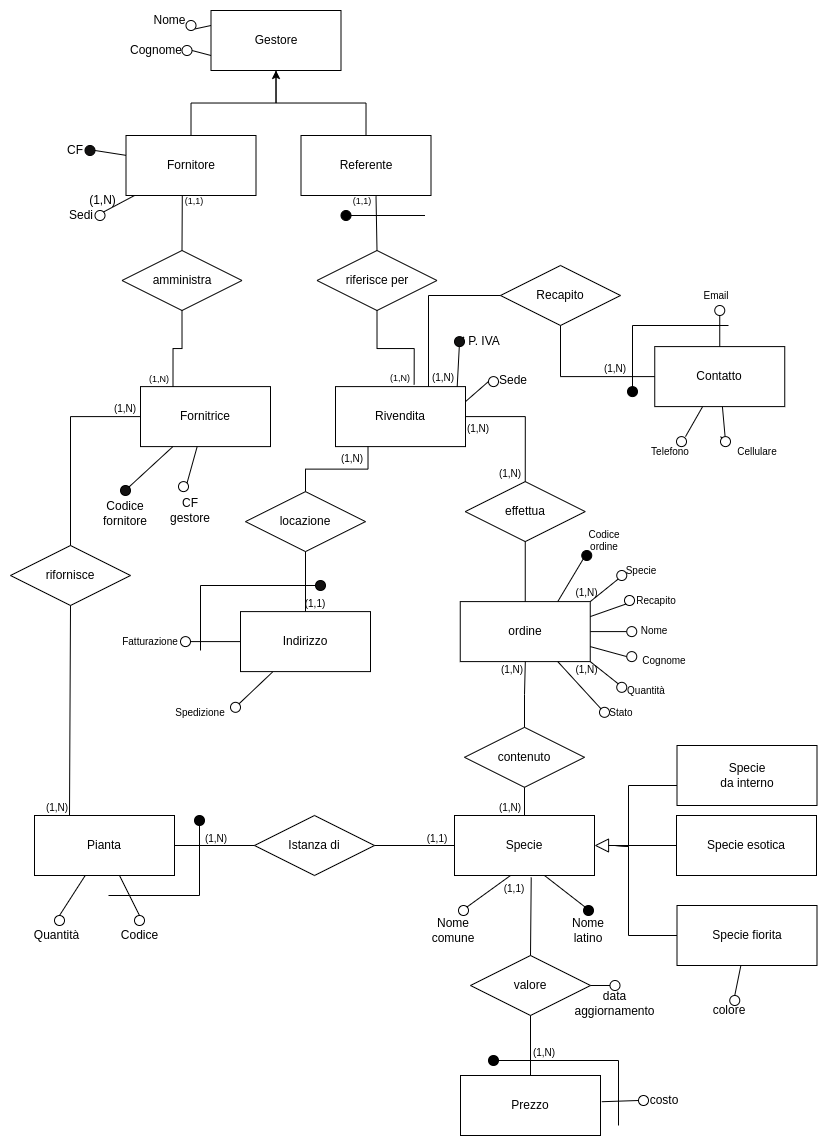 Nome
Gestore
Cognome
CF
Fornitore
Referente
(1,N)
Sedi
(1,1)
(1,1)
amministra
riferisce per
Recapito
Email
P. IVA
(1,N)
Contatto
(1,N)
(1,N)
(1,N)
Sede
(1,N)
Fornitrice
Rivendita
(1,N)
Telefono
Cellulare
(1,N)
(1,N)
Codice
fornitore
CF
gestore
locazione
effettua
Codice
ordine
rifornisce
Specie
(1,N)
(1,1)
Recapito
Fatturazione
Indirizzo
ordine
Nome
Cognome
(1,N)
(1,N)
Quantità
Spedizione
Stato
contenuto
Specie
da interno
(1,N)
(1,N)
Pianta
(1,N)
Istanza di
(1,1)
Specie
Specie esotica
(1,1)
Quantità
Codice
Nome
comune
Nome
latino
Specie fiorita
valore
data
aggiornamento
colore
(1,N)
Prezzo
costo